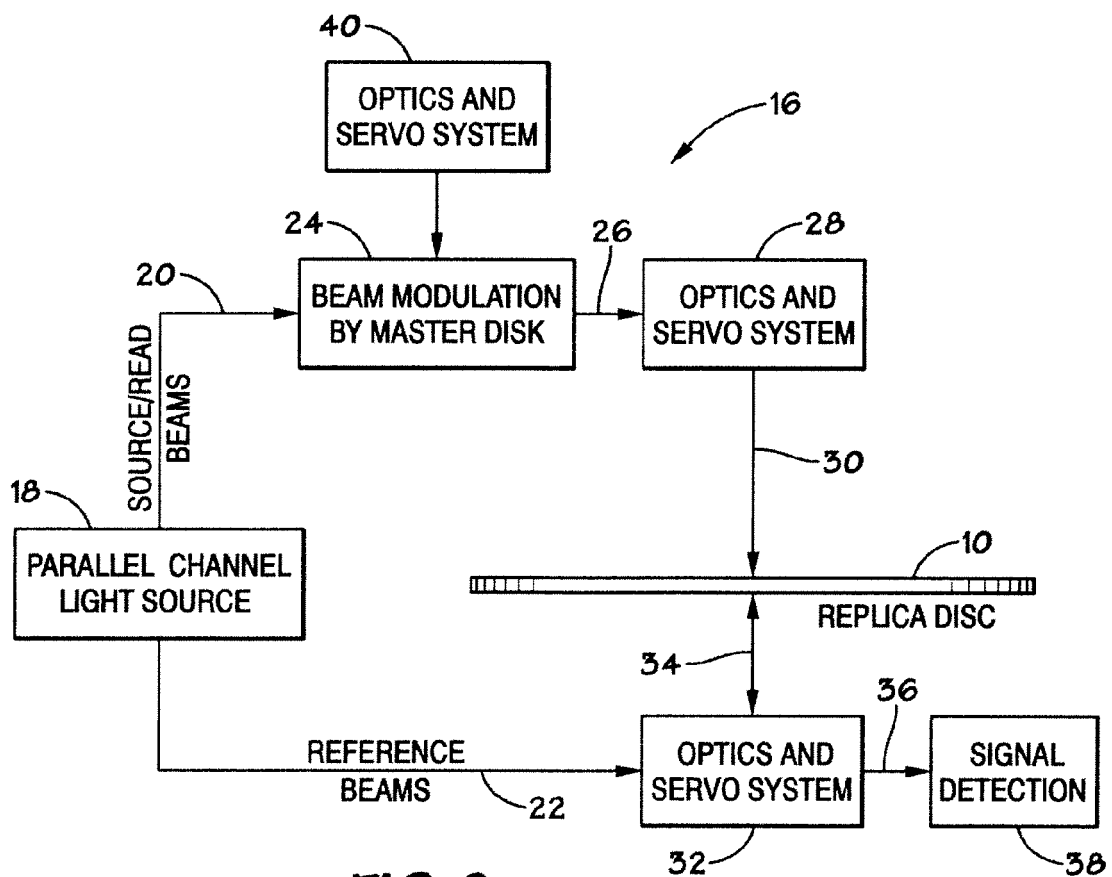 40
OPTICS AND
SERVO SYSTEM
16
24
BEAM MODULATION
BY MASTER DISK
26
28
OPTICS AND
SERVO SYSTEM
20
SOURCE/READ
BEAMS
30
18
PARALLEL CHANNEL
LIGHT SOURCE
10
REPLICA DISC
34
REFERENCE
BEAMS
22
OPTICS AND
SERVO SYSTEM
32
36
SIGNAL
DETECTION
38